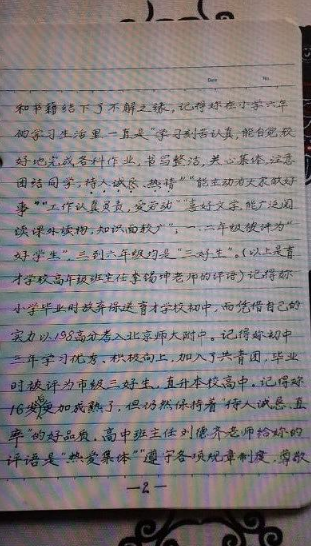 Date No.
和书籍结下了不解之缘，记得你在小学六年
的学习生活里一直是“学习刻苦认真，能自觉较
好地完成各科作业，书写整洁，关心集体，注意
团结同学，待人诚恳，热情”“能主动为大家做好
事”“工作认真负责，爱劳动”“喜好文学，能广泛阅
读课外读物，知识面较广”，一、二年级被评为“
好学生”，三到六年级均是“三好生”。（以上是育
才学校高年级班主任李锡坤老师的评语）记得你
小学毕业时放弃保送育才学校初中，而凭借自己的
实力以198高分考入北京师大附中。记得你初中
三年学习优秀，积极向上，加入了共青团，毕业
时被评为市级三好生，直升本校高中，记得你
16岁更加成熟了，但仍然保持着“待人诚恳，直
率”的好品质，高中班主任刘德齐老师给你的
评语是“热爱集体”“遵守各项规章制度，尊敬
—2—